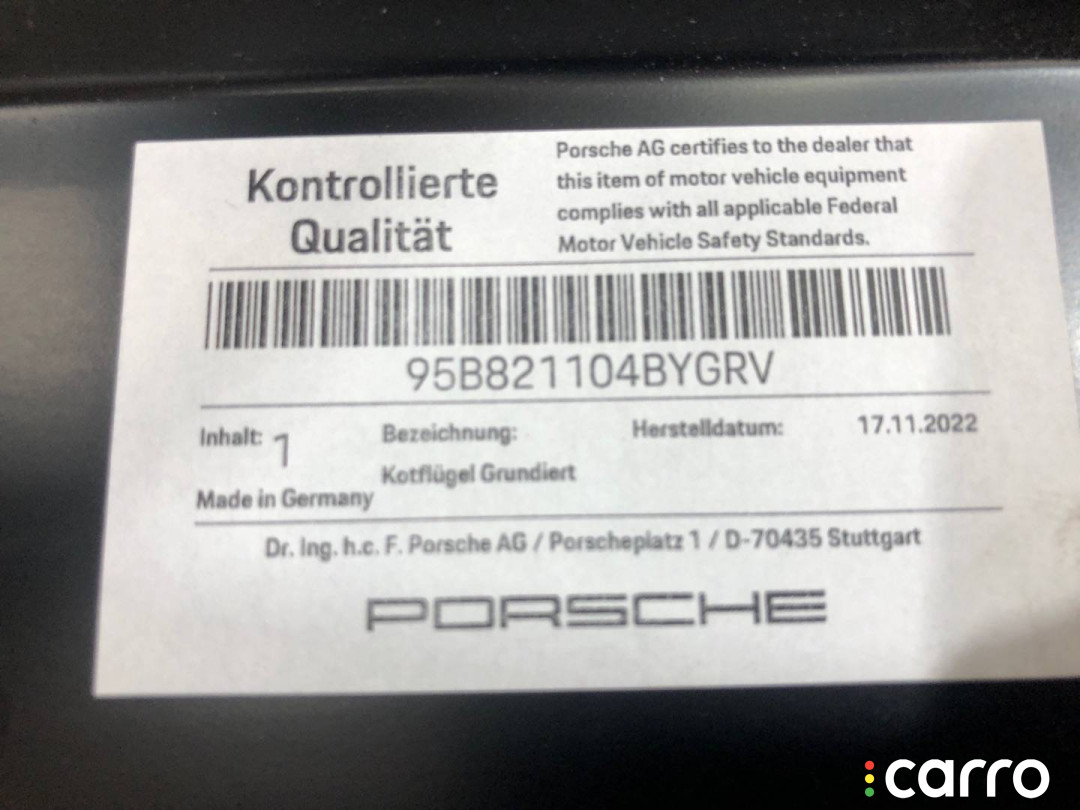 Kontrollierte
Qualität
Porsche AG certifies to the dealer that
this item of motor vehicle equipment
complies with all applicable Federal
Motor Vehicle Safety Standards.
95B821104BYGRV
Inhalt: 1
Bezeichnung:
Kotflügel Grundiert
Herstelldatum: 17.11.2022
Made in Germany
Dr. Ing. h.c. F. Porsche AG / Porscheplatz 1 / D-70435 Stuttgart
PORSCHE
carro